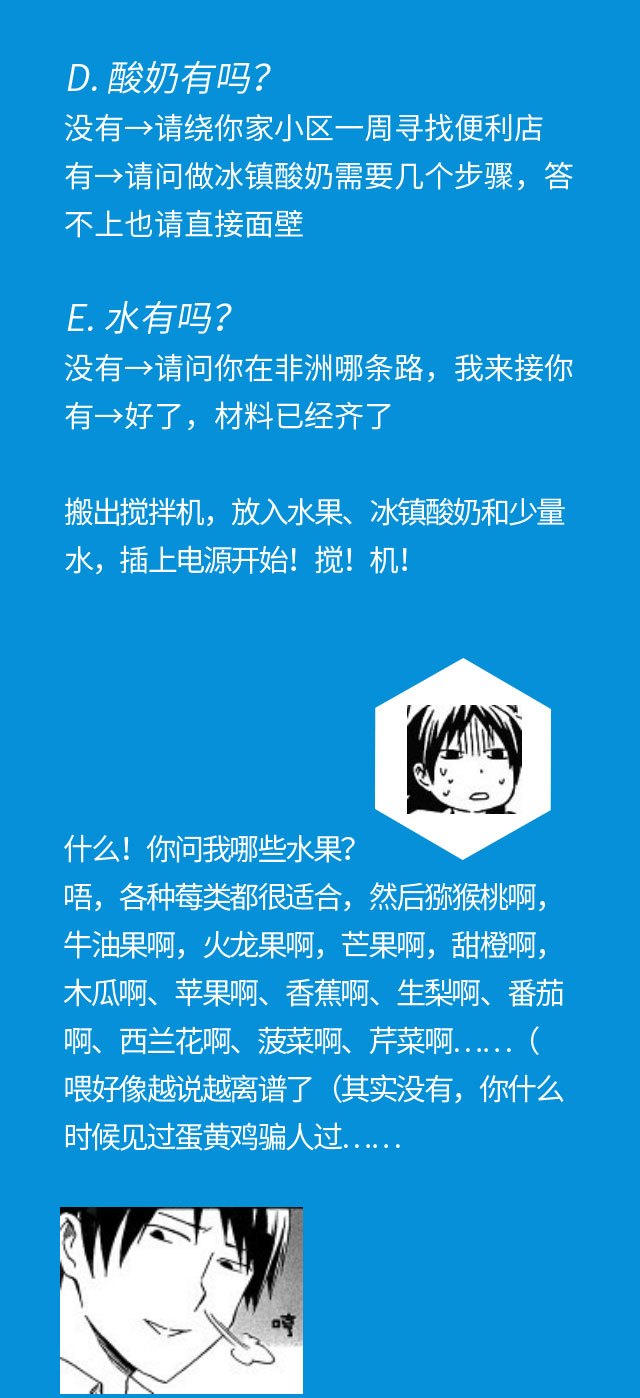 D. 酸奶有吗？
没有→请绕你家小区一周寻找便利店
有→请问做冰镇酸奶需要几个步骤，答
不上也请直接面壁
E. 水有吗？
没有→请问你在非洲哪条路，我来接你
有→好了，材料已经齐了
搬出搅拌机，放入水果、冰镇酸奶和少量
水，插上电源开始！搅！机！
什么！你问我哪些水果？
唔，各种莓类都很适合，然后猕猴桃啊，
牛油果啊，火龙果啊，芒果啊，甜橙啊，
木瓜啊、苹果啊、香蕉啊、生梨啊、番茄
啊、西兰花啊、菠菜啊、芹菜啊……（
喂好像越说越离谱了（其实没有，你什么
时候见过蛋黄鸡骗人过……
哼